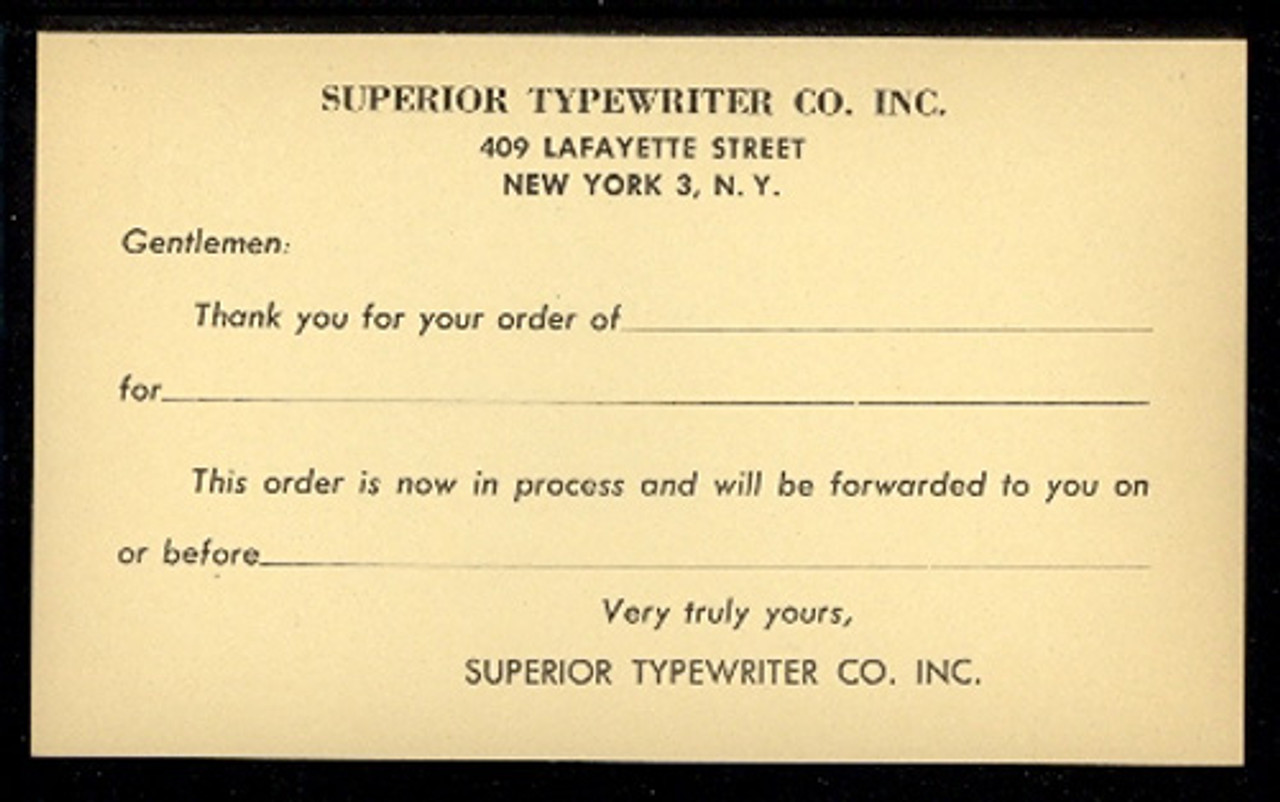 SUPERIOR TYPEWRITER CO. INC.
409 LAFAYETTE STREET
NEW YORK 3, N. Y.
Gentlemen:
Thank you for your order of
for
This order is now in process and will be forwarded to you on
or before
Very truly yours,
SUPERIOR TYPEWRITER CO. INC.